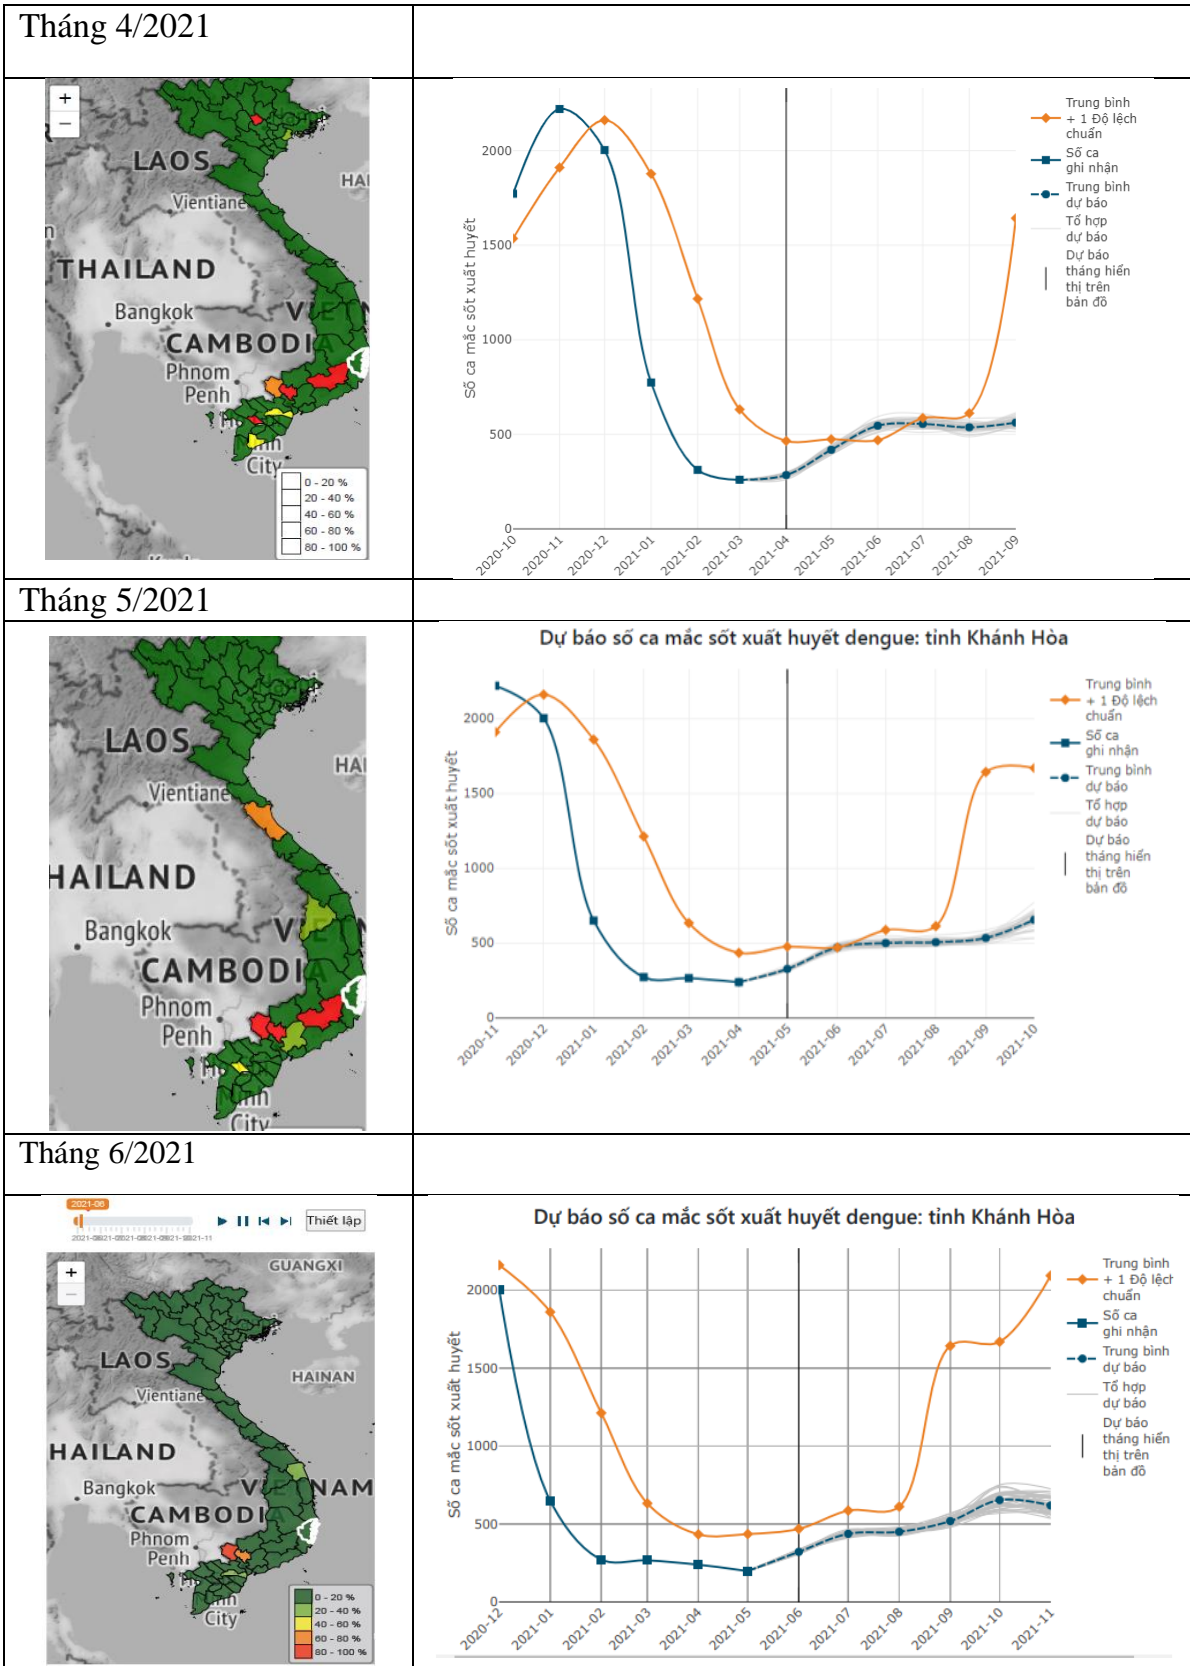 Tháng 4/2021
+
−
LAOS
HAI
Vientiane
THAILAND
Bangkok
VIETN
CAMBODIA
Phnom
Penh
City
0 - 20 %
20 - 40 %
40 - 60 %
60 - 80 %
80 - 100 %
Số ca mắc sốt xuất huyết
2000
1500
1000
500
0
2020-10
2020-11
2020-12
2021-01
2021-02
2021-03
2021-04
2021-05
2021-06
2021-07
2021-08
2021-09
Trung bình
+ 1 Độ lệch
chuẩn
Số ca
ghi nhận
Trung bình
dự báo
Tổ hợp
dự báo
Dự báo
tháng hiển
thị trên
bản đồ
Tháng 5/2021
LAOS
HAI
Vientiane
HAILAND
Bangkok
VIETN
CAMBODIA
Phnom
Penh
City
Dự báo số ca mắc sốt xuất huyết dengue: tỉnh Khánh Hòa
Số ca mắc sốt xuất huyết
2000
1500
1000
500
0
2020-11
2020-12
2021-01
2021-02
2021-03
2021-04
2021-05
2021-06
2021-07
2021-08
2021-09
2021-10
Trung bình
+ 1 Độ lệch
chuẩn
Số ca
ghi nhận
Trung bình
dự báo
Tổ hợp
dự báo
Dự báo
tháng hiển
thị trên
bản đồ
Tháng 6/2021
2021-06
Thiết lập
+
−
GUANGXI
LAOS
HAINAN
Vientiane
HAILAND
Bangkok
VIETNAM
CAMBODIA
Phnom
Penh
City
0 - 20 %
20 - 40 %
40 - 60 %
60 - 80 %
80 - 100 %
Dự báo số ca mắc sốt xuất huyết dengue: tỉnh Khánh Hòa
Số ca mắc sốt xuất huyết
2000
1500
1000
500
0
2020-12
2021-01
2021-02
2021-03
2021-04
2021-05
2021-06
2021-07
2021-08
2021-09
2021-10
2021-11
Trung bình
+ 1 Độ lệch
chuẩn
Số ca
ghi nhận
Trung bình
dự báo
Tổ hợp
dự báo
Dự báo
tháng hiển
thị trên
bản đồ